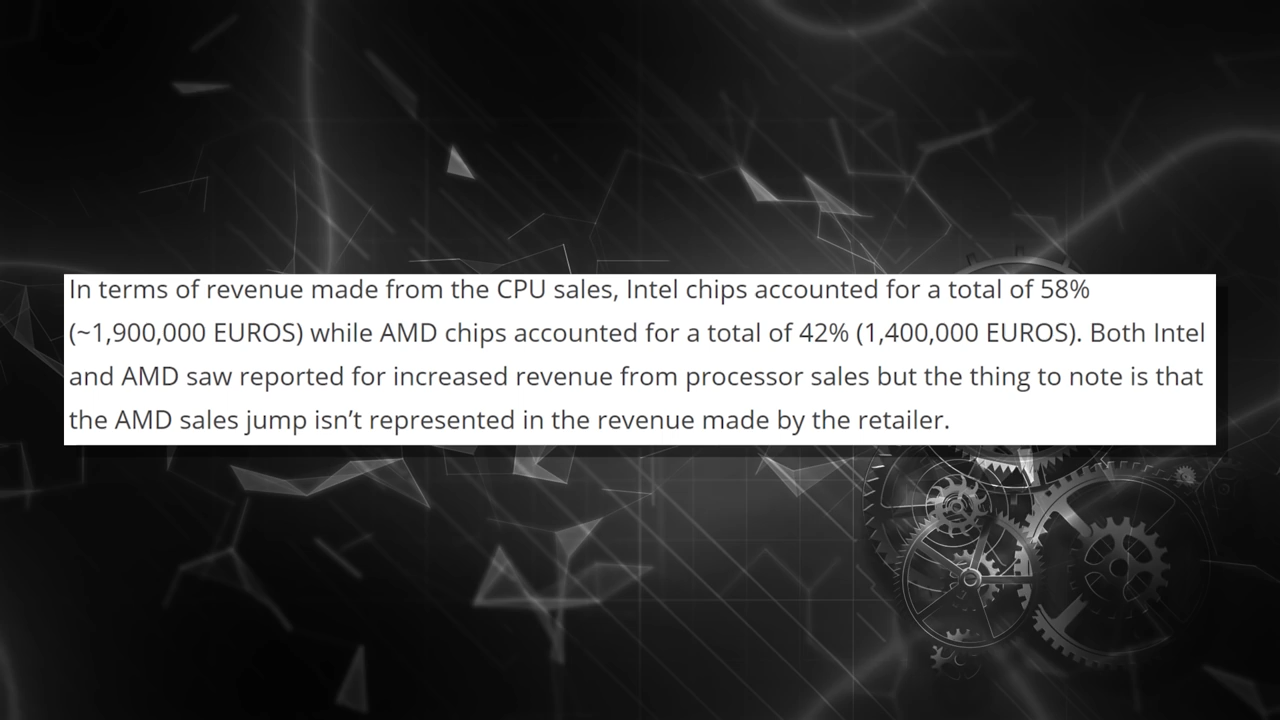 In terms of revenue made from the CPU sales, Intel chips accounted for a total of 58%
(~1,900,000 EUROS) while AMD chips accounted for a total of 42% (1,400,000 EUROS). Both Intel
and AMD saw reported for increased revenue from processor sales but the thing to note is that
the AMD sales jump isn’t represented in the revenue made by the retailer.